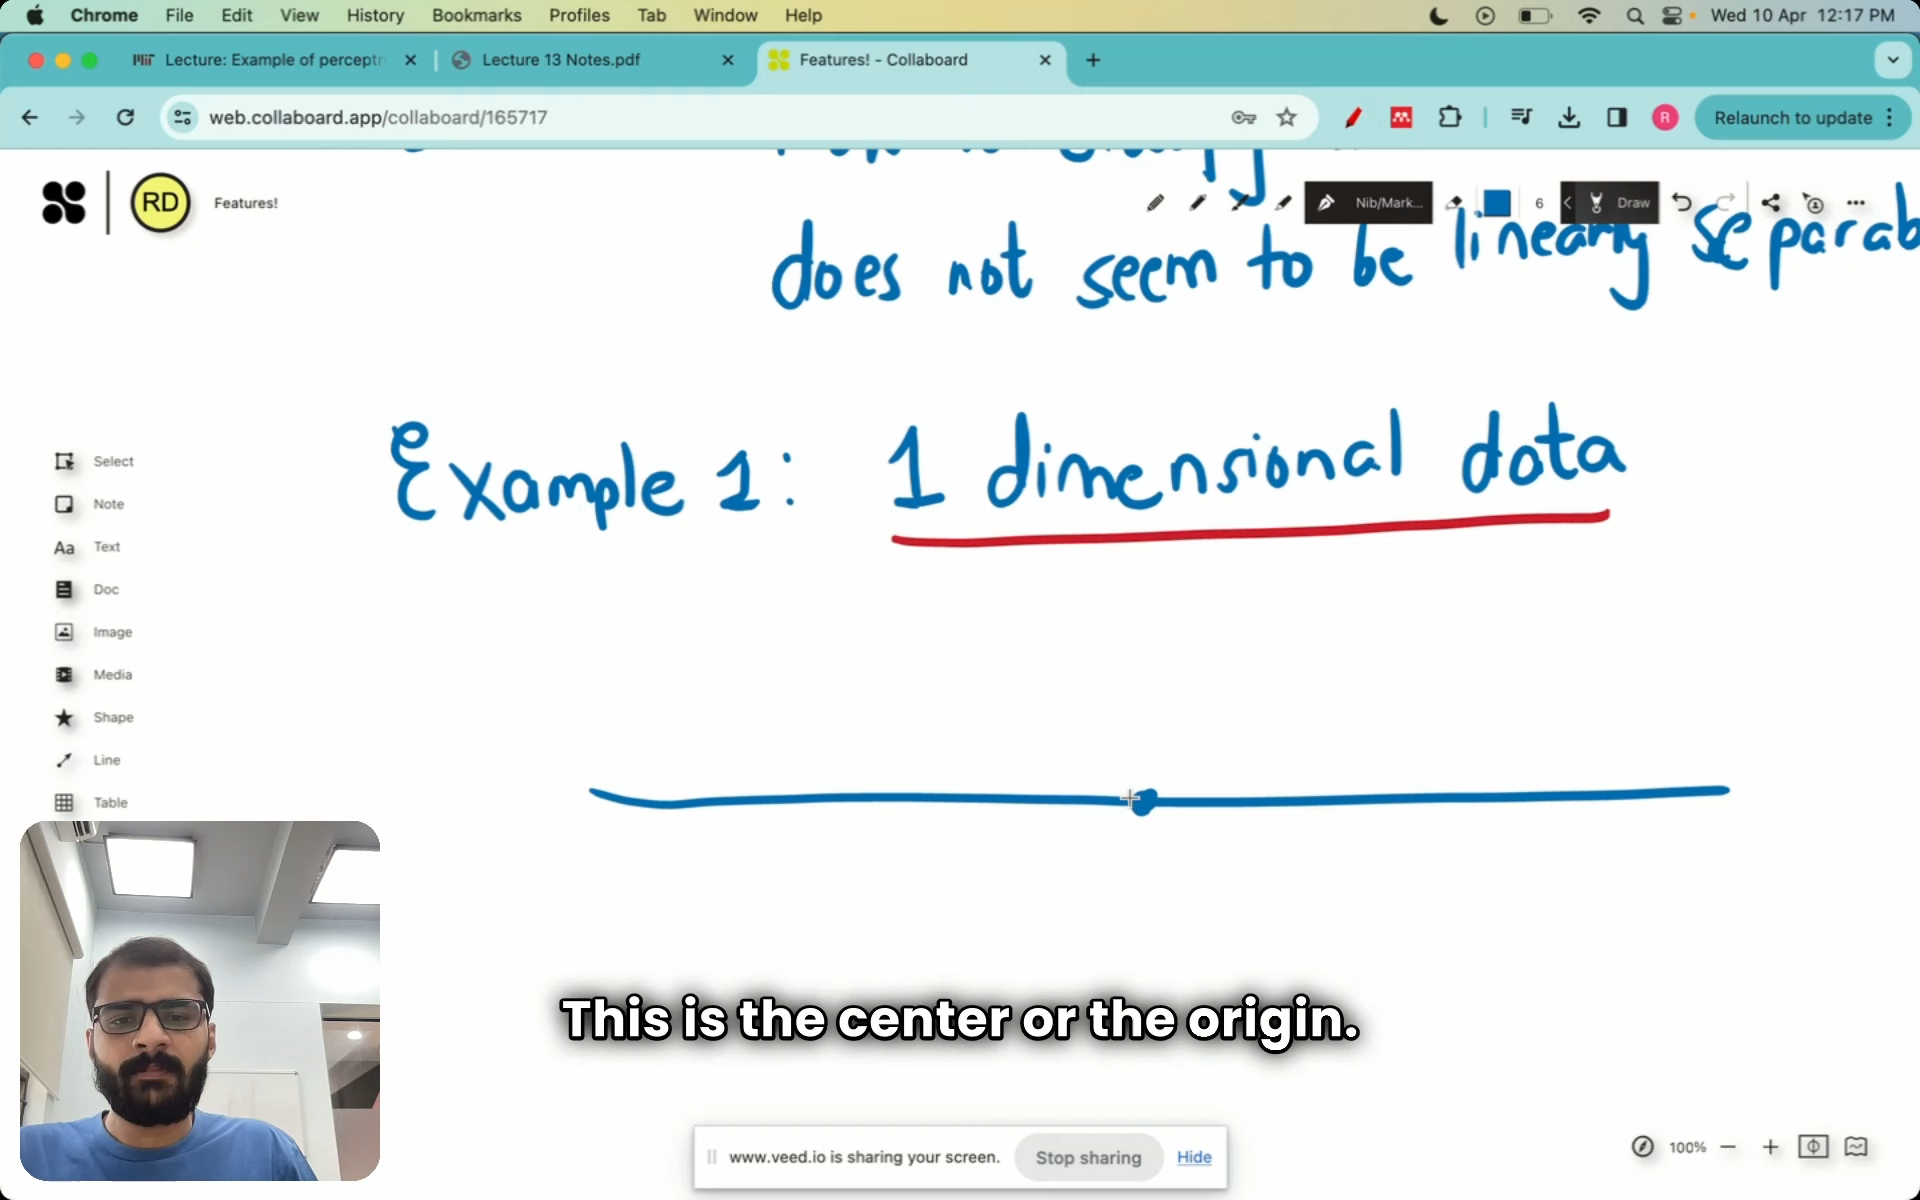 Chrome File Edit View History Bookmarks Profiles Tab Window Help Wed 10 Apr 12:17 PM
MIT Lecture: Example of perceptr Lecture 13 Notes.pdf Features! - Collaboard
web.collaboard.app/collaboard/165717 R Relaunch to update
RD Features! Nib/Mark... 6 Draw
does not seem to be linearly separab
Example 1: 1 dimensional data
Select
Note
Aa Text
Doc
Image
Media
Shape
Line
Table
This is the center or the origin.
www.veed.io is sharing your screen. Stop sharing Hide
100%